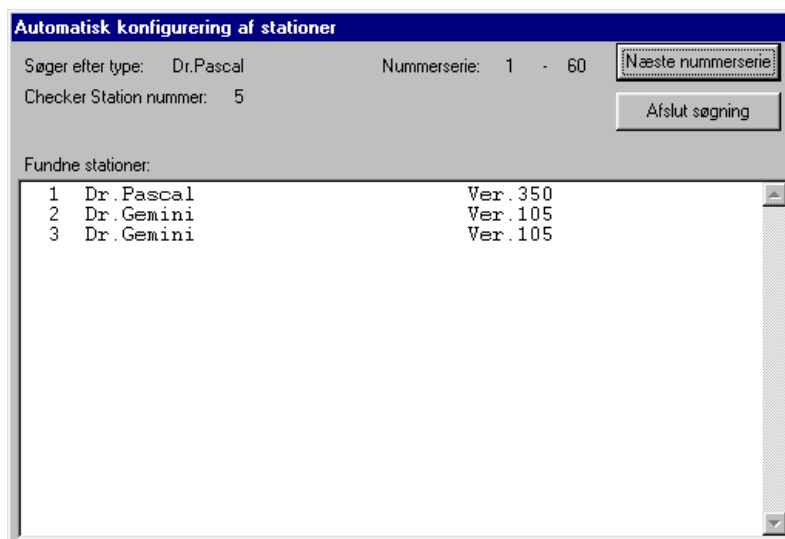 Automatisk konfigurering af stationer
Søger efter type: Dr.Pascal Nummerserie: 1 - 60 Næste nummerserie
Checker Station nummer: 5
Afslut søgning
Fundne stationer:
1 Dr.Pascal Ver.350
2 Dr.Gemini Ver.105
3 Dr.Gemini Ver.105